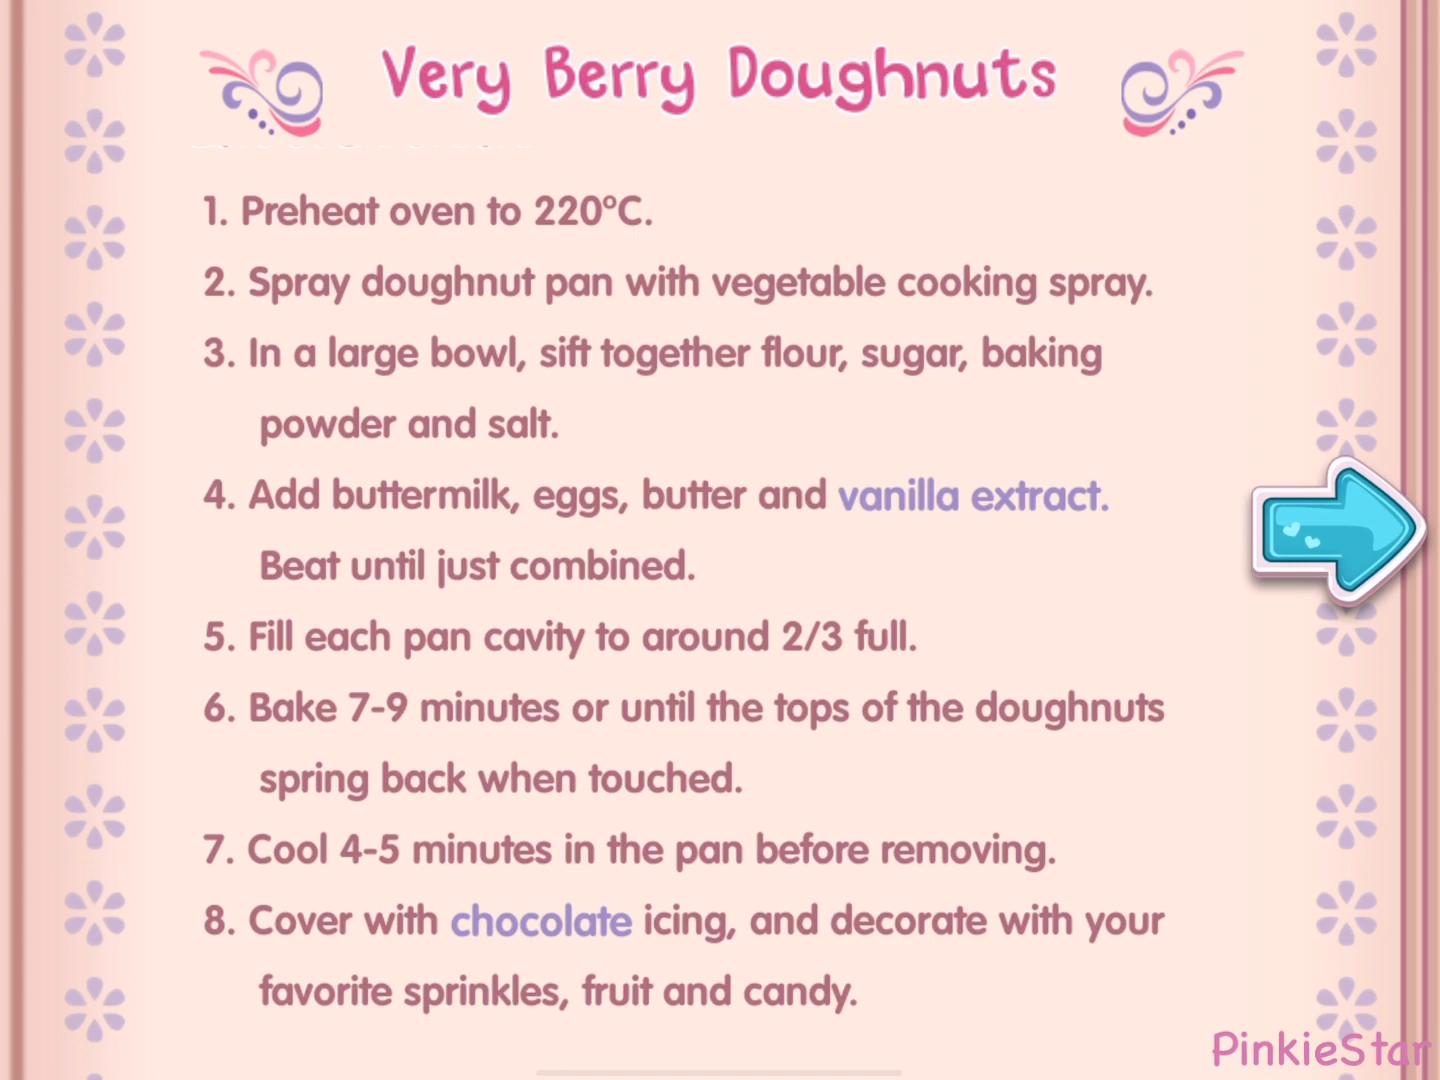 Very Berry Doughnuts
1. Preheat oven to 220°C.
2. Spray doughnut pan with vegetable cooking spray.
3. In a large bowl, sift together flour, sugar, baking
powder and salt.
4. Add buttermilk, eggs, butter and vanilla extract.
Beat until just combined.
5. Fill each pan cavity to around 2/3 full.
6. Bake 7-9 minutes or until the tops of the doughnuts
spring back when touched.
7. Cool 4-5 minutes in the pan before removing.
8. Cover with chocolate icing, and decorate with your
favorite sprinkles, fruit and candy.
PinkieStar